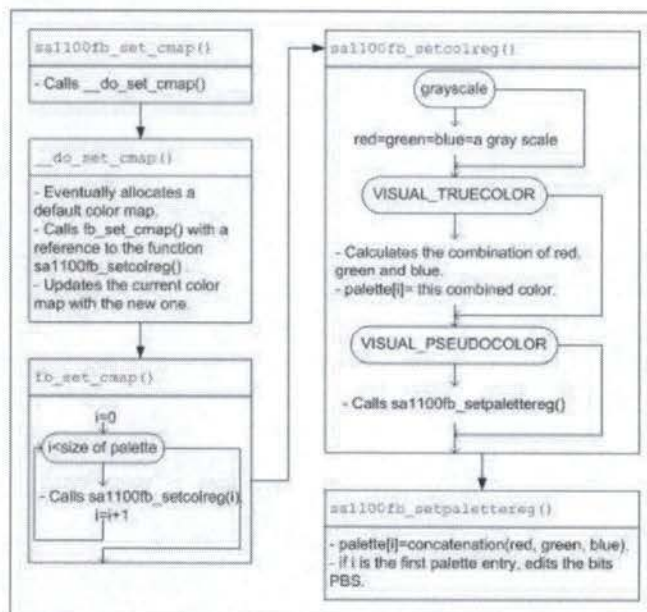 sa1100fb_set_cmap()
- Calls __do_set_cmap()
__do_set_cmap()
- Eventually allocates a
default color map.
- Calls fb_set_cmap() with a
reference to the function
sa1100fb_setcolreg() .
- Updates the current color
map with the new one.
fb_set_cmap()
i=0
i<size of palette
- Calls sa1100fb_setcolreg(i).
i=i+1
sa1100fb_setcolreg()
grayscale
red=green=blue=a gray scale
VISUAL_TRUECOLOR
- Calculates the combination of red,
green and blue.
- palette[i]= this combined color.
VISUAL_PSEUDOCOLOR
- Calls sa1100fb_setpalettereg()
sa1100fb_setpalettereg()
- palette[i]=concatenation(red, green, blue).
- if i is the first palette entry, edits the bits
PBS.